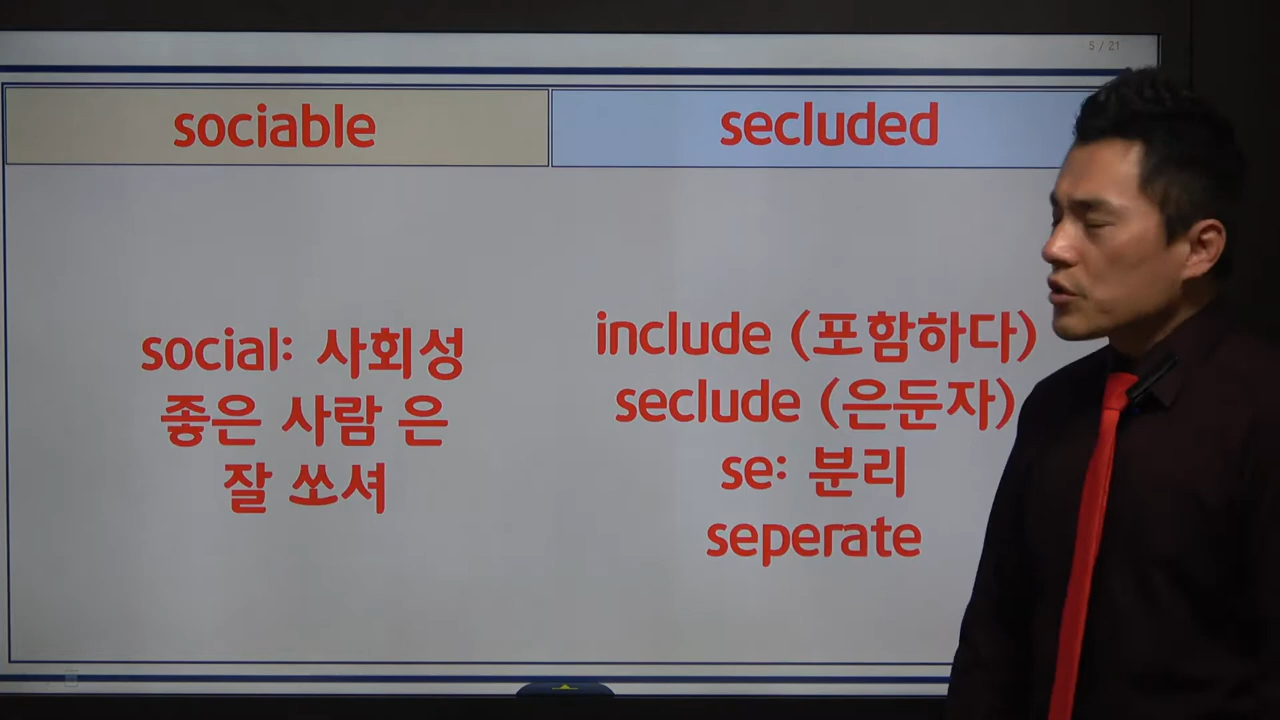 5 / 21
sociable
secluded
social: 사회성
좋은 사람 은
잘 쏘셔
include (포함하다)
seclude (은둔자)
se: 분리
seperate